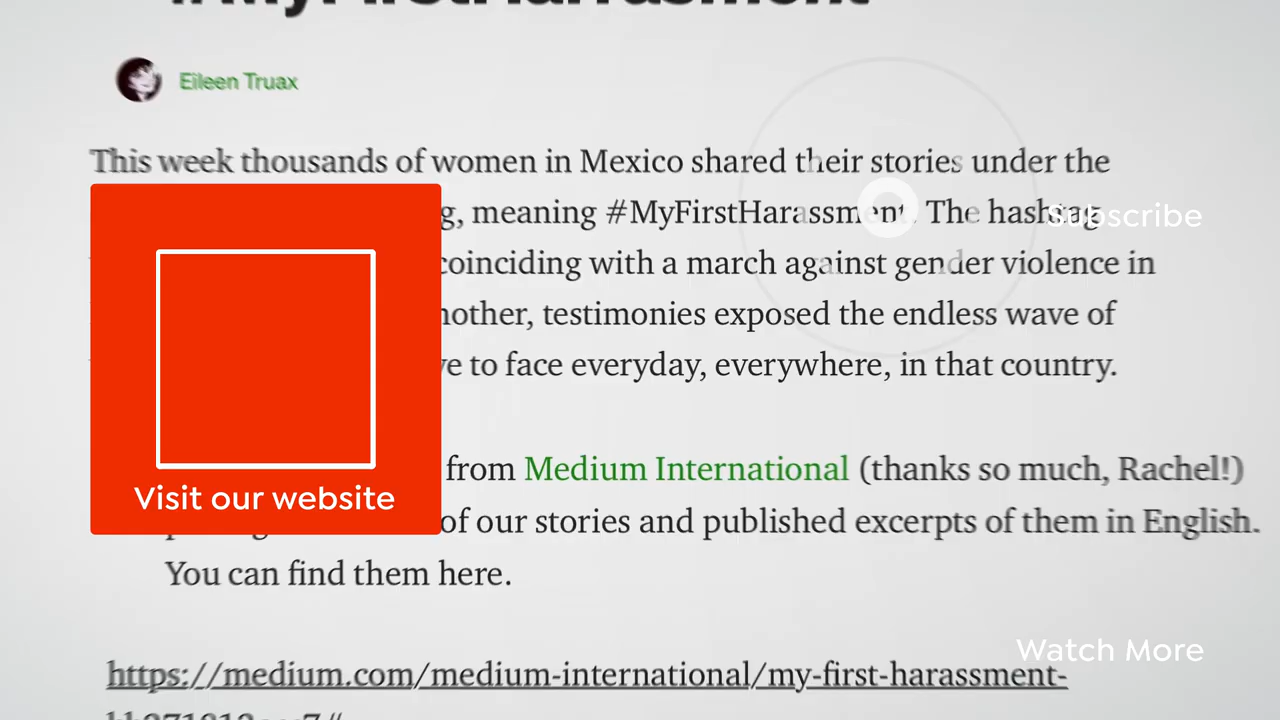 #MyFirstHarrasment
Eileen Truax
This week thousands of women in Mexico shared their stories under the
g, meaning #MyFirstHarassment. The hashtag
coinciding with a march against gender violence in
nother, testimonies exposed the endless wave of
ve to face everyday, everywhere, in that country.
from Medium International (thanks so much, Rachel!)
of our stories and published excerpts of them in English.
You can find them here.
https://medium.com/medium-international/my-first-harassment-
Visit our website
Subscribe
Watch More